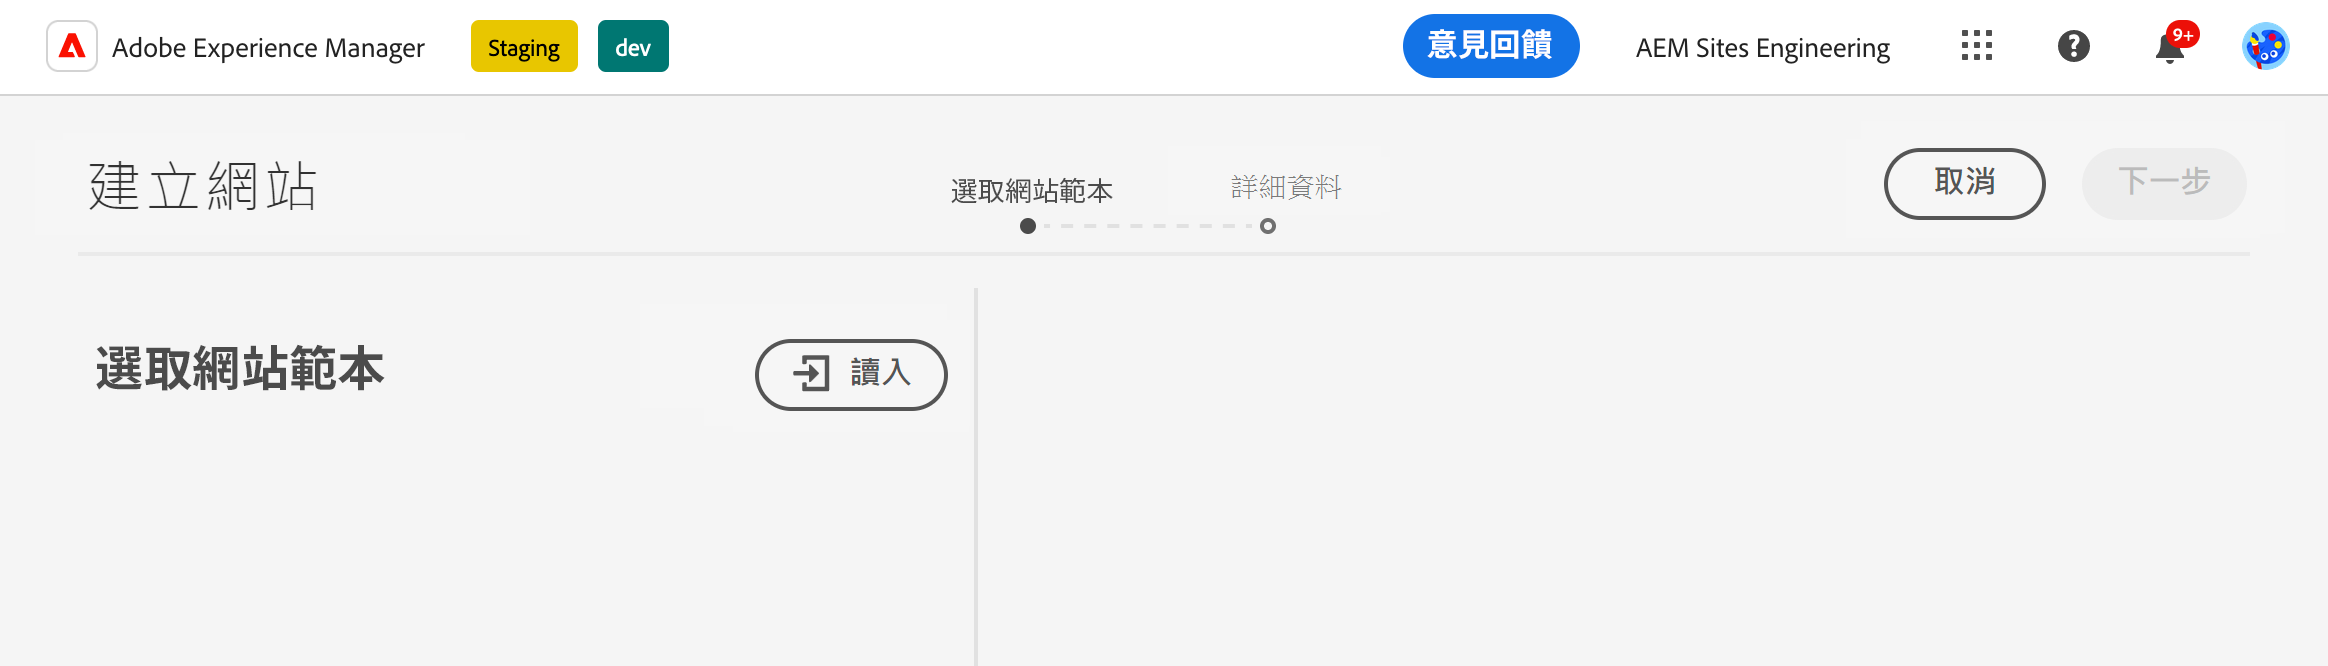 Adobe Experience Manager
Staging
dev
意見回饋
AEM Sites Engineering
9+
建立網站
選取網站範本
詳細資料
取消
下一步
選取網站範本
讀入